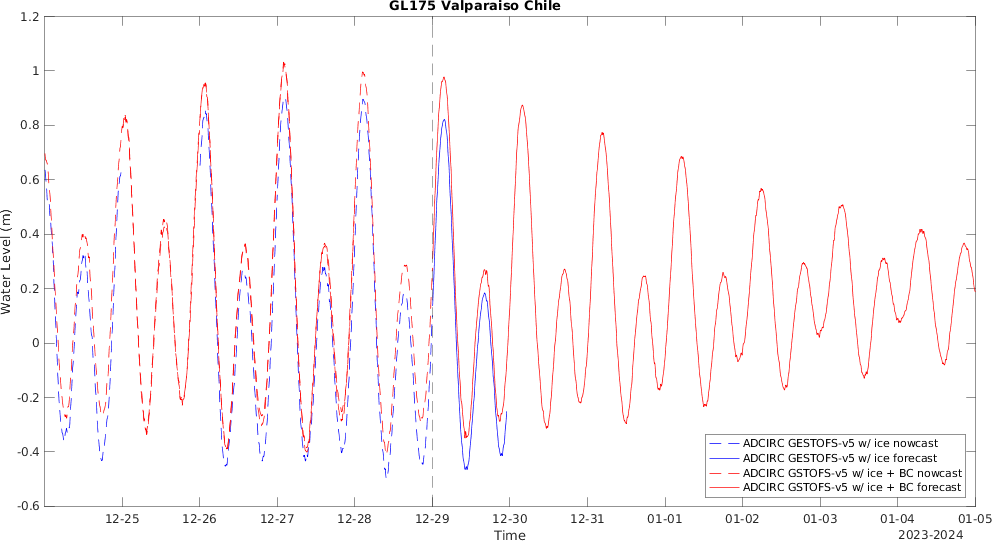 GL175 Valparaiso Chile
1.2
1
0.8
0.6
0.4
0.2
0
-0.2
-0.4
-0.6
Water Level (m)
ADCIRC GESTOFS-v5 w/ ice nowcast
ADCIRC GESTOFS-v5 w/ ice forecast
ADCIRC GSTOFS-v5 w/ ice + BC nowcast
ADCIRC GSTOFS-v5 w/ ice + BC forecast
12-25 12-26 12-27 12-28 12-29 12-30 12-31 01-01 01-02 01-03 01-04 01-05
Time
2023-2024